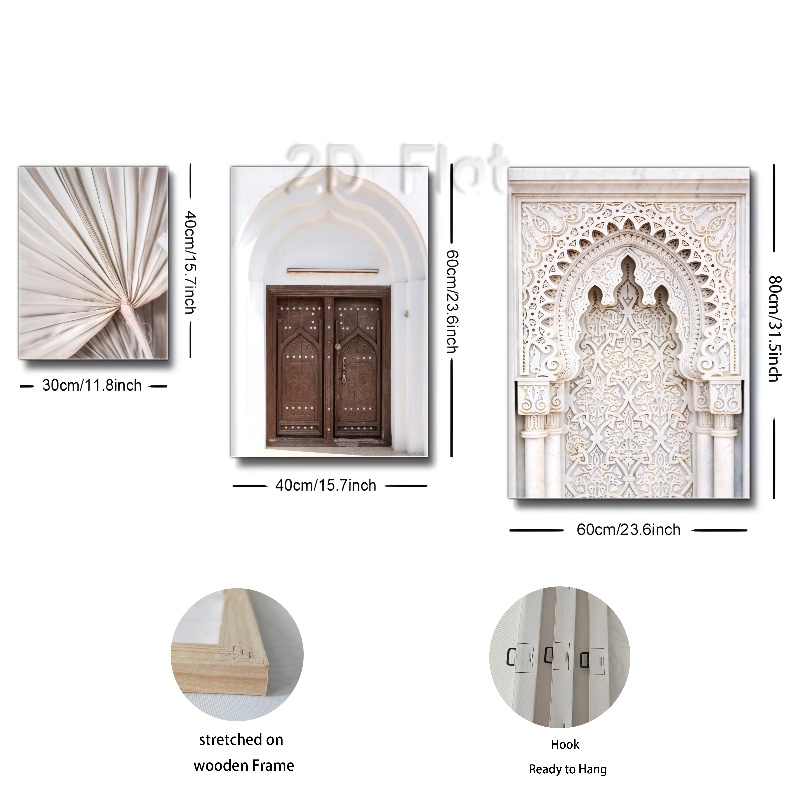 2D Flat
40cm/15.7inch
60cm/23.6inch
80cm/31.5inch
30cm/11.8inch
40cm/15.7inch
60cm/23.6inch
stretched on
wooden Frame
Hook
Ready to Hang